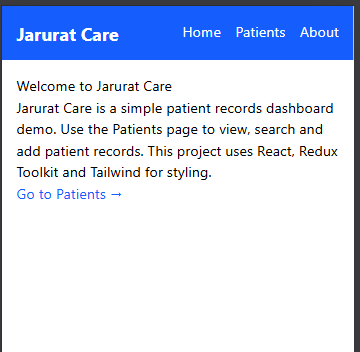 Jarurat Care Home Patients About
Welcome to Jarurat Care
Jarurat Care is a simple patient records dashboard
demo. Use the Patients page to view, search and
add patient records. This project uses React, Redux
Toolkit and Tailwind for styling.
Go to Patients →